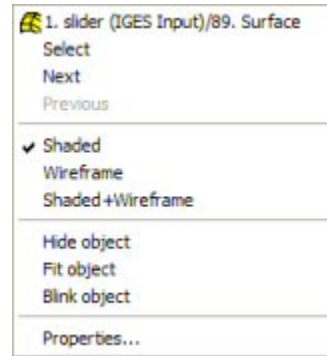 1. slider (IGES Input)/89. Surface
Select
Next
Previous
Shaded
Wireframe
Shaded+Wireframe
Hide object
Fit object
Blink object
Properties...